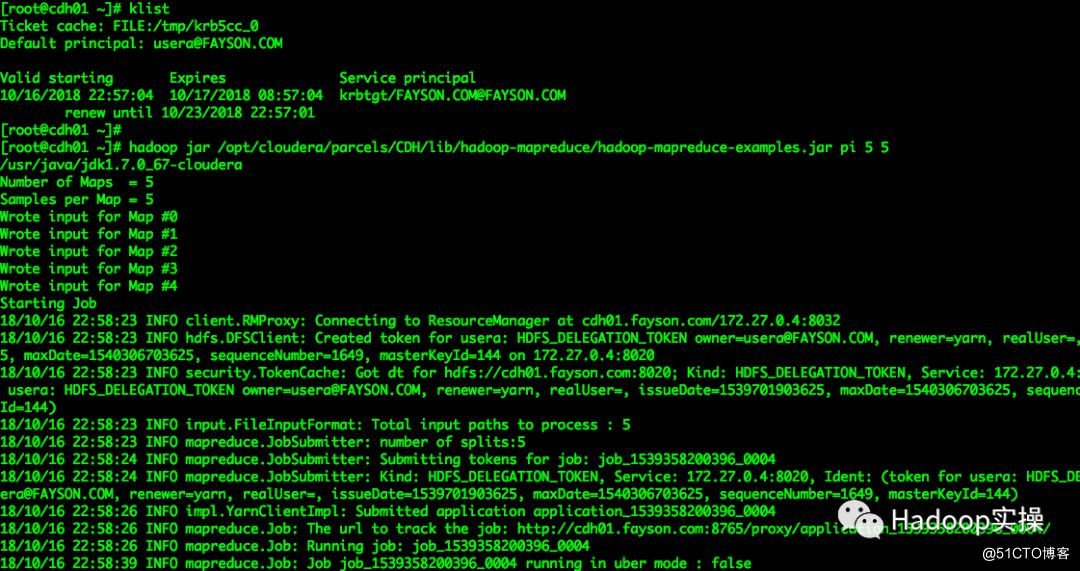 [root@cdh01 ~]# klist
Ticket cache: FILE:/tmp/krb5cc_0
Default principal: usera@FAYSON.COM
Valid starting Expires Service principal
10/16/2018 22:57:04 10/17/2018 08:57:04 krbtgt/FAYSON.COM@FAYSON.COM
renew until 10/23/2018 22:57:01
[root@cdh01 ~]#
[root@cdh01 ~]# hadoop jar /opt/cloudera/parcels/CDH/lib/hadoop-mapreduce/hadoop-mapreduce-examples.jar pi 5 5
/usr/java/jdk1.7.0_67-cloudera
Number of Maps = 5
Samples per Map = 5
Wrote input for Map #0
Wrote input for Map #1
Wrote input for Map #2
Wrote input for Map #3
Wrote input for Map #4
Starting Job
18/10/16 22:58:23 INFO client.RMProxy: Connecting to ResourceManager at cdh01.fayson.com/172.27.0.4:8032
18/10/16 22:58:23 INFO hdfs.DFSClient: Created token for usera: HDFS_DELEGATION_TOKEN owner=usera@FAYSON.COM, renewer=yarn, realUser=,
5, maxDate=1540306703625, sequenceNumber=1649, masterKeyId=144 on 172.27.0.4:8020
18/10/16 22:58:23 INFO security.TokenCache: Got dt for hdfs://cdh01.fayson.com:8020; Kind: HDFS_DELEGATION_TOKEN, Service: 172.27.0.4:
usera: HDFS_DELEGATION_TOKEN owner=usera@FAYSON.COM, renewer=yarn, realUser=, issueDate=1539701903625, maxDate=1540306703625, sequenc
Id=144)
18/10/16 22:58:23 INFO input.FileInputFormat: Total input paths to process : 5
18/10/16 22:58:23 INFO mapreduce.JobSubmitter: number of splits:5
18/10/16 22:58:24 INFO mapreduce.JobSubmitter: Submitting tokens for job: job_1539358200396_0004
18/10/16 22:58:24 INFO mapreduce.JobSubmitter: Kind: HDFS_DELEGATION_TOKEN, Service: 172.27.0.4:8020, Ident: (token for usera: HDFS_DE
era@FAYSON.COM, renewer=yarn, realUser=, issueDate=1539701903625, maxDate=1540306703625, sequenceNumber=1649, masterKeyId=144)
18/10/16 22:58:26 INFO impl.YarnClientImpl: Submitted application application_1539358200396_0004
18/10/16 22:58:26 INFO mapreduce.Job: The url to track the job: http://cdh01.fayson.com:8765/proxy/application_1539358200396_0004/
18/10/16 22:58:26 INFO mapreduce.Job: Running job: job_1539358200396_0004
18/10/16 22:58:39 INFO mapreduce.Job: Job job_1539358200396_0004 running in uber mode : false
Hadoop实操
@51CTO博客